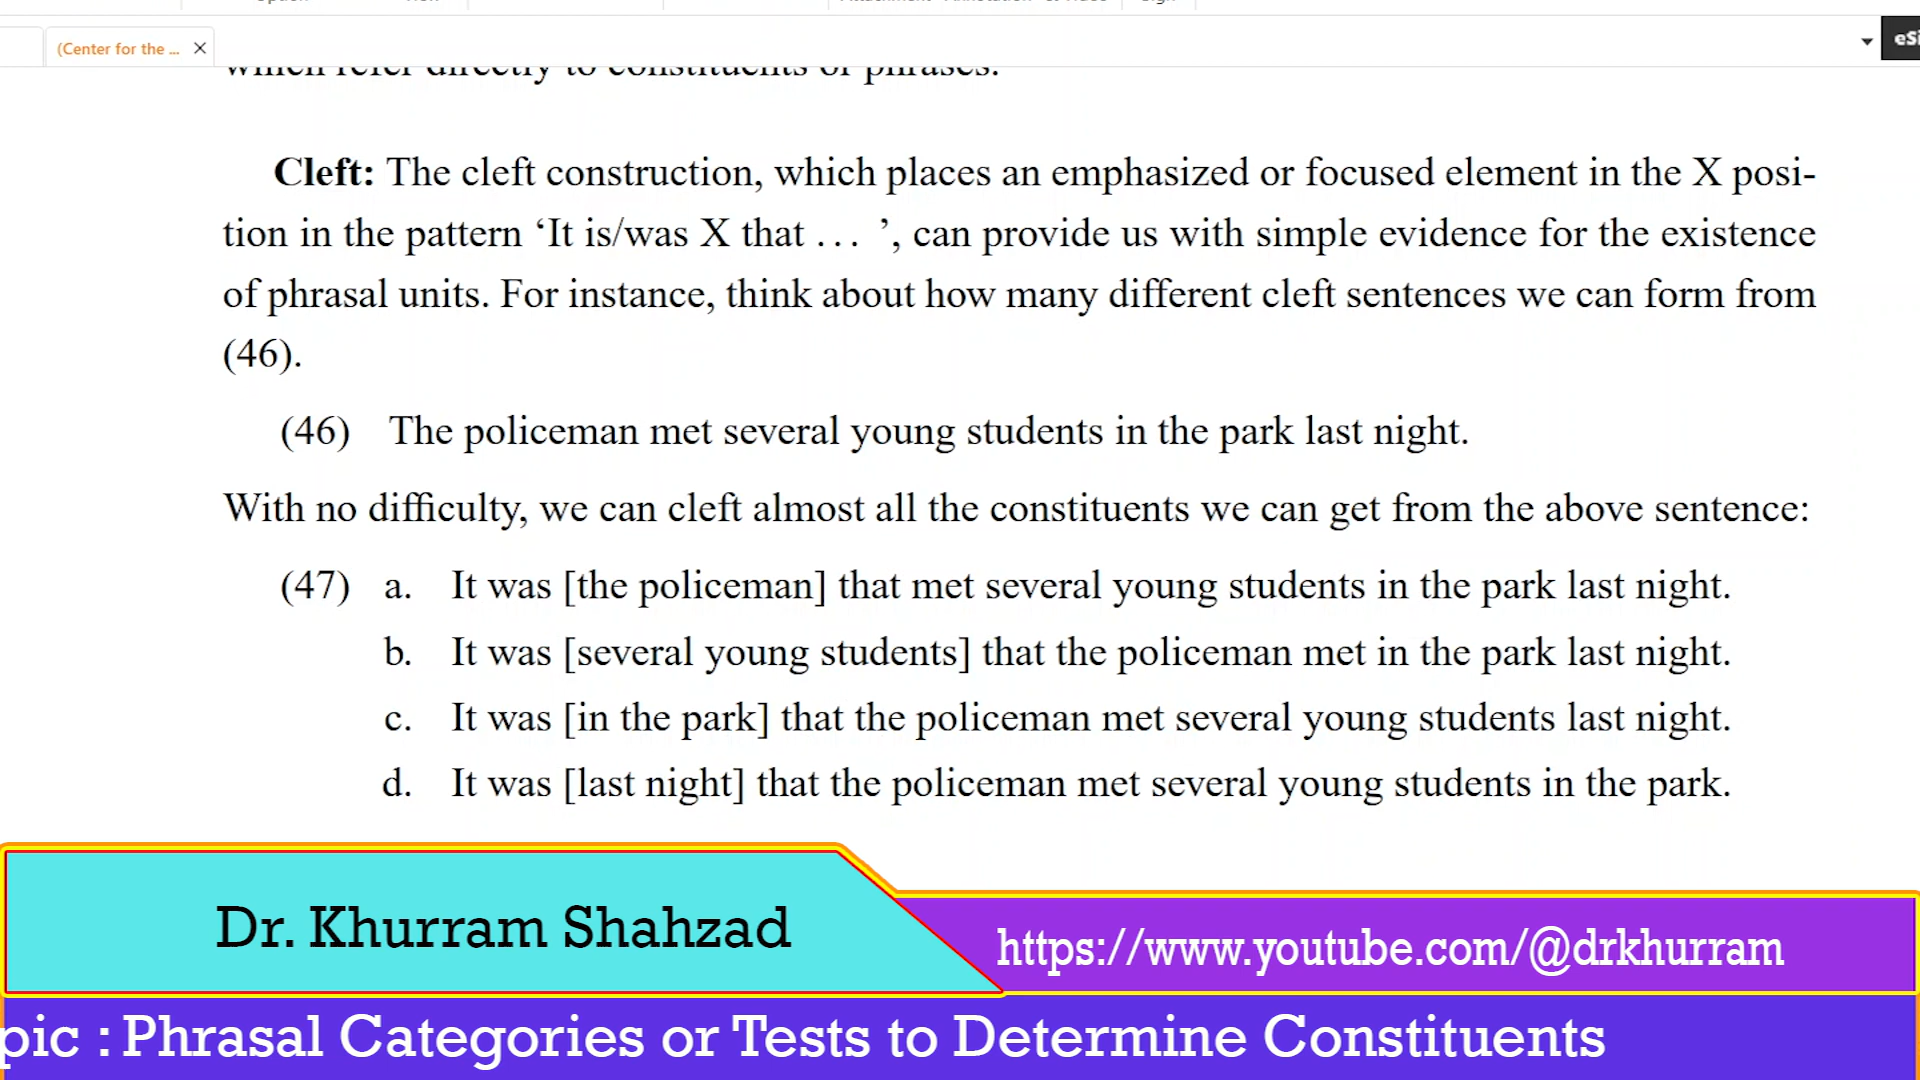 (Center for the ...
eSi
which refer directly to constituents of phrases.
Cleft: The cleft construction, which places an emphasized or focused element in the X posi-
tion in the pattern ‘It is/was X that … ’, can provide us with simple evidence for the existence
of phrasal units. For instance, think about how many different cleft sentences we can form from
(46).
(46) The policeman met several young students in the park last night.
With no difficulty, we can cleft almost all the constituents we can get from the above sentence:
(47) a. It was [the policeman] that met several young students in the park last night.
b. It was [several young students] that the policeman met in the park last night.
c. It was [in the park] that the policeman met several young students last night.
d. It was [last night] that the policeman met several young students in the park.
Dr. Khurram Shahzad
https://www.youtube.com/@drkhurram
pic : Phrasal Categories or Tests to Determine Constituents